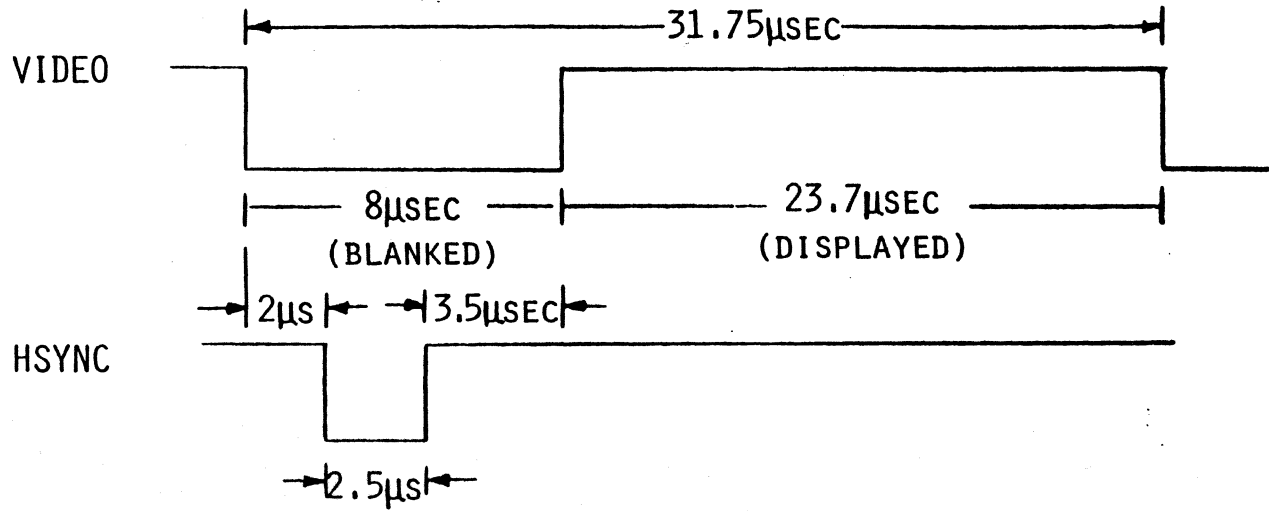 31.75µSEC
VIDEO
8µSEC
(BLANKED)
23.7µSEC
(DISPLAYED)
2µS
3.5µSEC
HSYNC
2.5µS